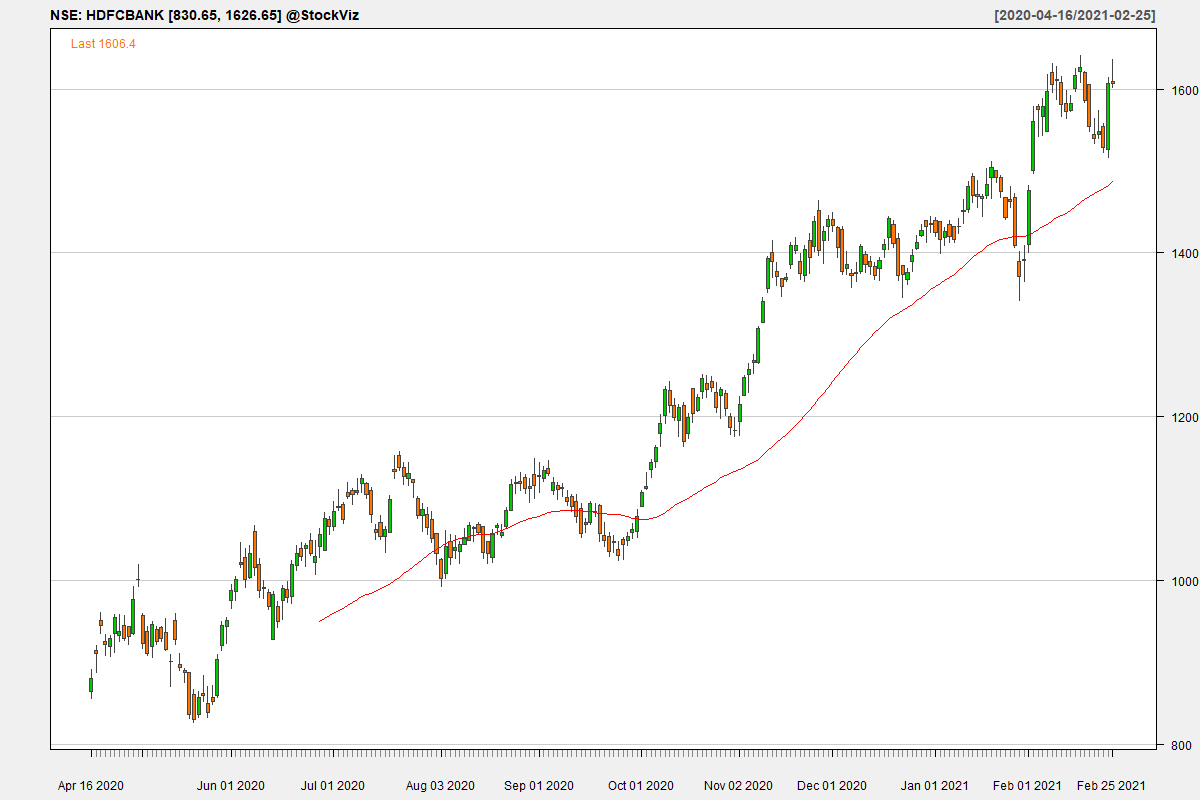 NSE: HDFCBANK [830.65, 1626.65] @StockViz [2020-04-16/2021-02-25]
Last 1606.4
1600
1400
1200
1000
800
Apr 16 2020 Jun 01 2020 Jul 01 2020 Aug 03 2020 Sep 01 2020 Oct 01 2020 Nov 02 2020 Dec 01 2020 Jan 01 2021 Feb 01 2021 Feb 25 2021